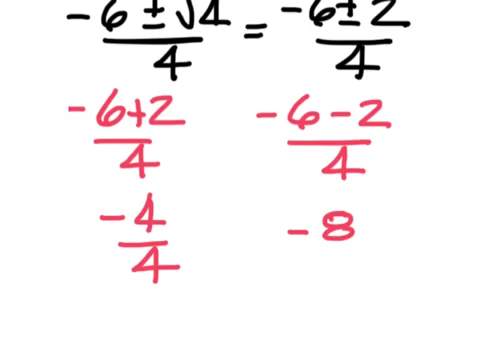 -6 ± √4 / 4 = -6 ± 2 / 4
-6+2 / 4    -6-2 / 4
-4 / 4    -8